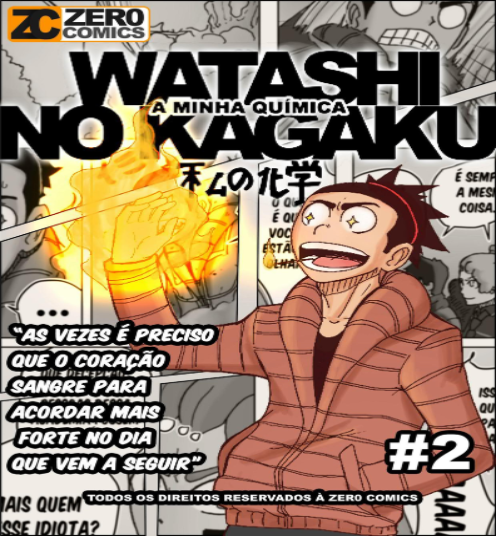 ZC ZERO
COMICS
WATASHI
A MINHA QUÍMICA
NO KAGAKU
私の化学
É SEMP
A MESM
COISA.
...
"AS VEZES É PRECISO
QUE O CORAÇÃO
SANGRE PARA
ACORDAR MAIS
FORTE NO DIA
QUE VEM A SEGUIR"
#2
TODOS OS DIREITOS RESERVADOS À ZER0 COMICS
MAIS QUEM
SSE IDIOTA?